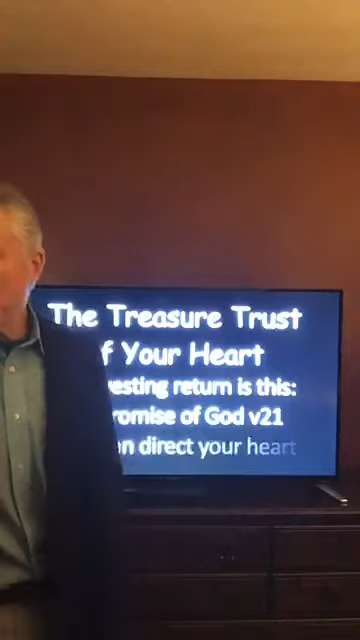 The Treasure Trust
f Your Heart
esting return is this:
romise of God v21
n direct your heart